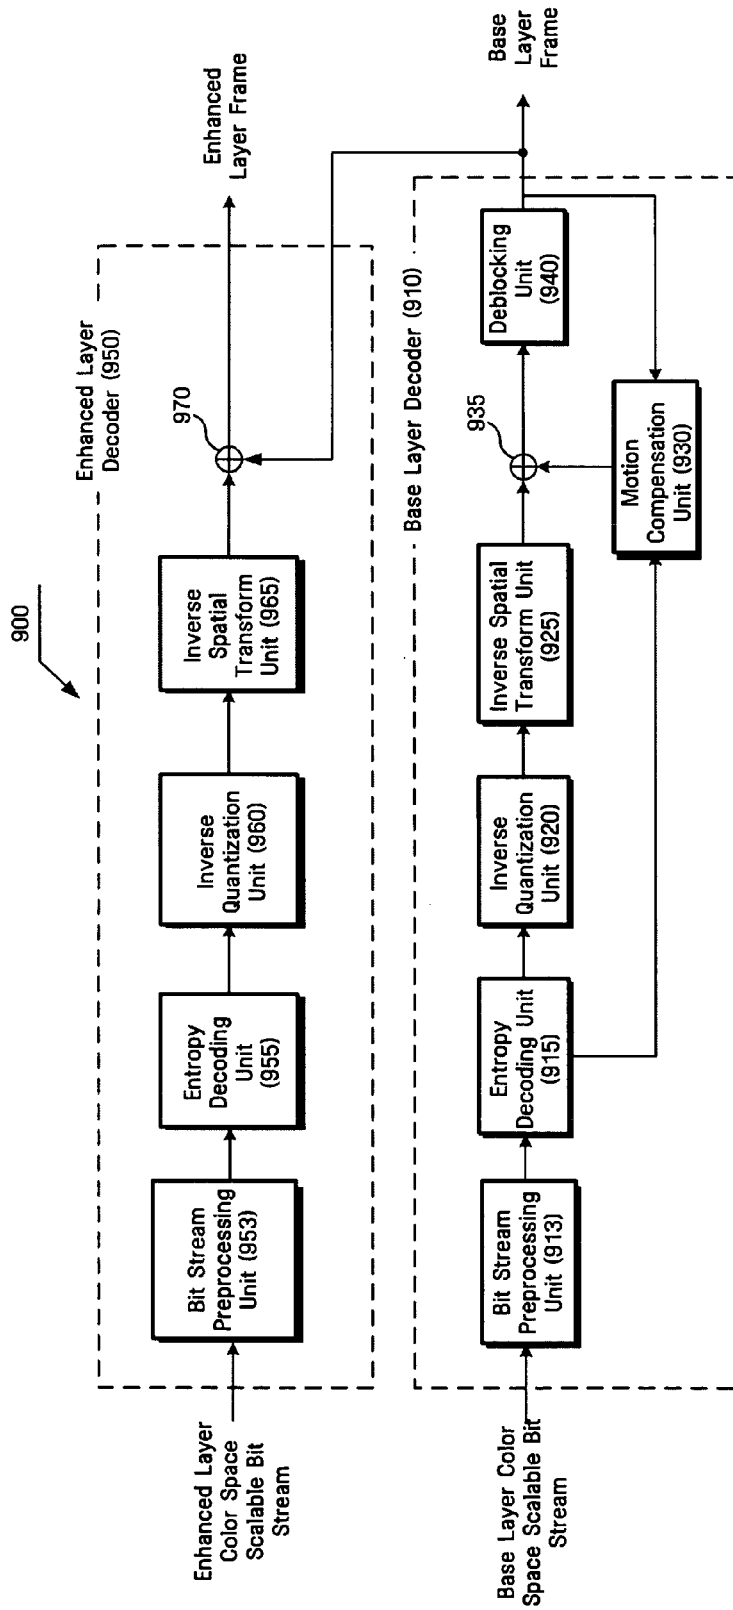 900
Enhanced Layer
Decoder (950)
Enhanced Layer
Color Space
Scalable Bit
Stream
Bit Stream
Preprocessing
Unit (953)
Entropy
Decoding
Unit
(955)
Inverse
Quantization
Unit (960)
Inverse
Spatial
Transform
Unit (965)
970
Enhanced
Layer Frame
Base Layer Decoder (910)
Base Layer Color
Space Scalable Bit
Stream
Bit Stream
Preprocessing
Unit (913)
Entropy
Decoding Unit
(915)
Inverse
Quantization
Unit (920)
Inverse Spatial
Transform Unit
(925)
935
Deblocking
Unit
(940)
Motion
Compensation
Unit (930)
Base
Layer
Frame